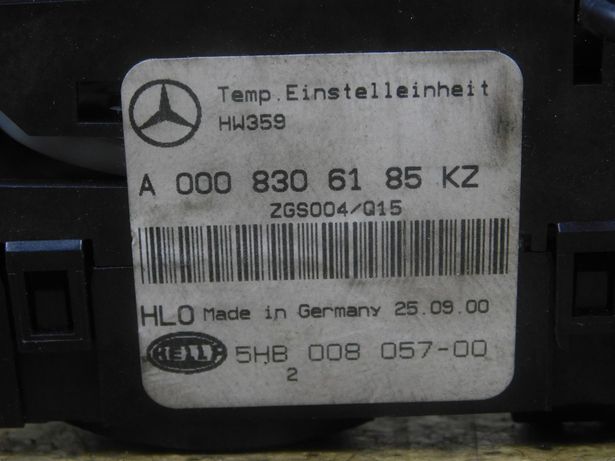 Temp.Einstelleinheit
HW359
A 000 830 61 85 KZ
ZGS004/Q15
HLO Made in Germany 25.09.00
HELLA 5HB 008 057-00
2